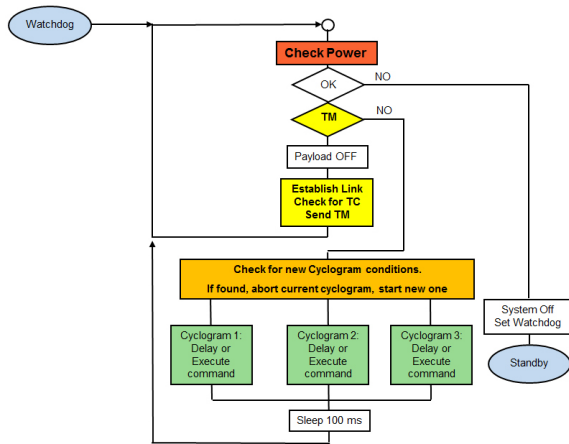 Watchdog
Check Power
OK
NO
TM
NO
Payload OFF
Establish Link
Check for TC
Send TM
Check for new Cyclogram conditions.
If found, abort current cyclogram, start new one
System Off
Set Watchdog
Cyclogram 1:
Delay or
Execute
command
Cyclogram 2:
Delay or
Execute
command
Cyclogram 3:
Delay or
Execute
command
Standby
Sleep 100 ms